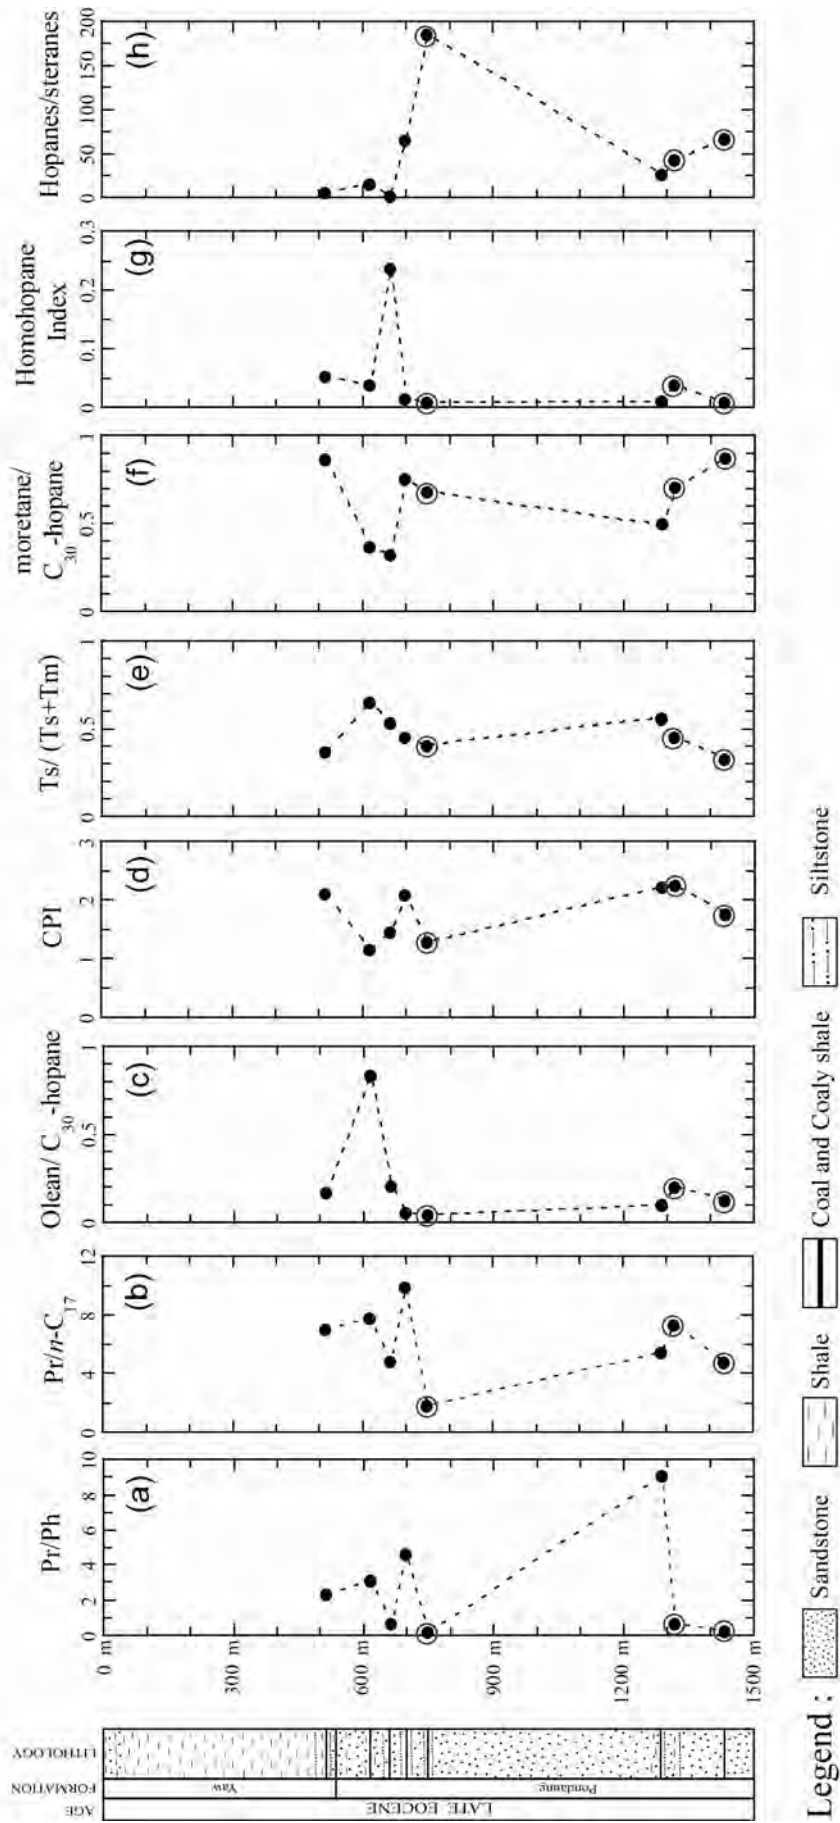 AGE
FORMATION
LITHOLOGY
LATE EOCENE
Yaw
Pondaung
0 m
300 m
600 m
900 m
1200 m
1500 m
Pr/Ph
0 2 4 6 8 10
(a)
Pr/n-C17
0 4 8 12
(b)
Olean/ C30-hopane
0 0.5 1
(c)
CPI
0 1 2 3
(d)
Ts/ (Ts+Tm)
0 0.5 1
(e)
moretane/
C30-hopane
0 0.5 1
(f)
Homohopane
Index
0 0.1 0.2 0.3
(g)
Hopanes/steranes
0 50 100 150 200
(h)
Legend : Sandstone Shale Coal and Coaly shale Siltstone